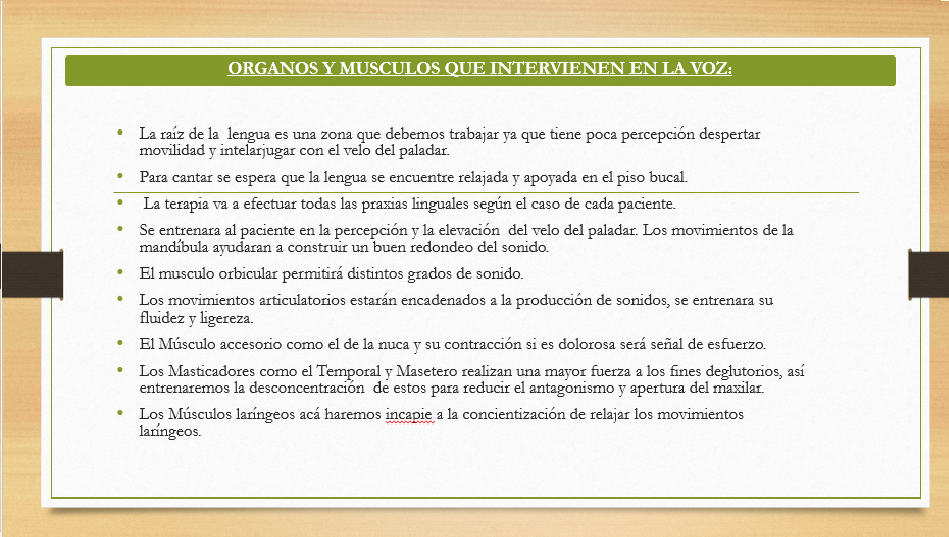 ORGANOS Y MUSCULOS QUE INTERVIENEN EN LA VOZ:
• La raíz de la lengua es una zona que debemos trabajar ya que tiene poca percepción despertar
movilidad y intelarjugar con el velo del paladar.
• Para cantar se espera que la lengua se encuentre relajada y apoyada en el piso bucal.
• La terapia va a efectuar todas las praxias linguales según el caso de cada paciente.
• Se entrenara al paciente en la percepción y la elevación del velo del paladar. Los movimientos de la
mandíbula ayudaran a construir un buen redondeo del sonido.
• El musculo orbicular permitirá distintos grados de sonido.
• Los movimientos articulatorios estarán encadenados a la producción de sonidos, se entrenara su
fluidez y ligereza.
• El Músculo accesorio como el de la nuca y su contracción si es dolorosa será señal de esfuerzo.
• Los Masticadores como el Temporal y Masetero realizan una mayor fuerza a los fines deglutorios, así
entrenaremos la desconcentración de estos para reducir el antagonismo y apertura del maxilar.
• Los Músculos laríngeos acá haremos incapie a la concientización de relajar los movimientos
laríngeos.